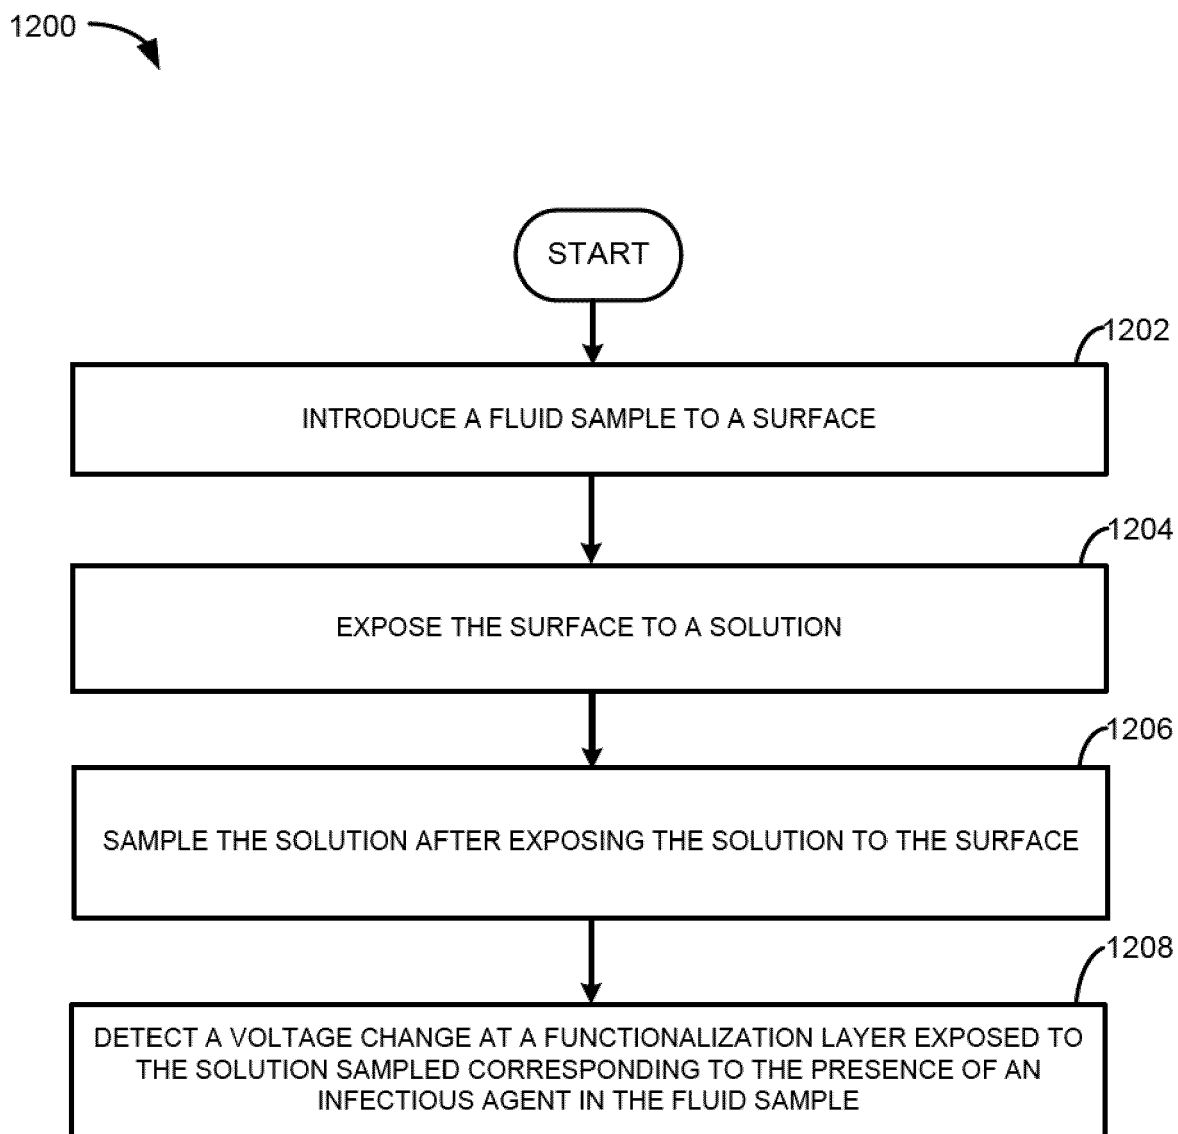 1200
START
1202
INTRODUCE A FLUID SAMPLE TO A SURFACE
1204
EXPOSE THE SURFACE TO A SOLUTION
1206
SAMPLE THE SOLUTION AFTER EXPOSING THE SOLUTION TO THE SURFACE
1208
DETECT A VOLTAGE CHANGE AT A FUNCTIONALIZATION LAYER EXPOSED TO
THE SOLUTION SAMPLED CORRESPONDING TO THE PRESENCE OF AN
INFECTIOUS AGENT IN THE FLUID SAMPLE